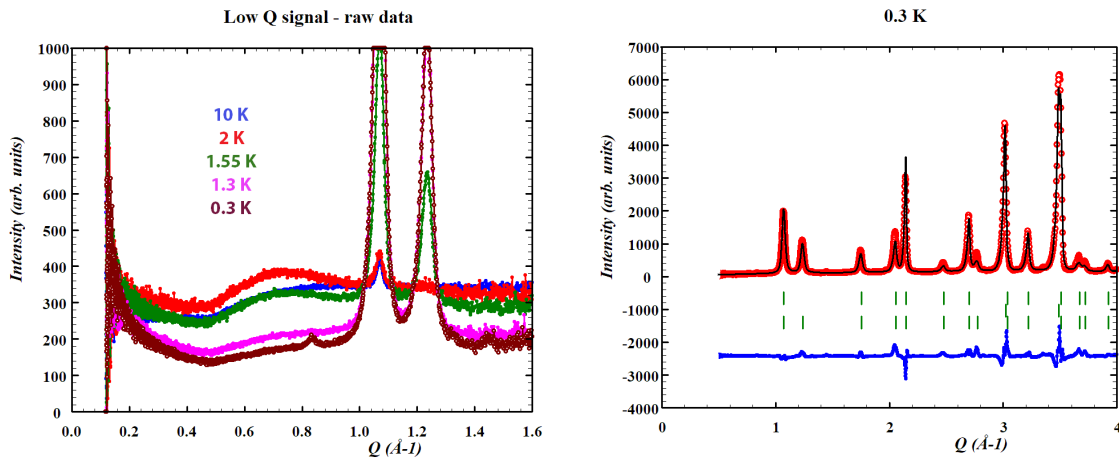 Low Q signal - raw data
1000
900
800
700
600
500
400
300
200
100
0
Intensity (arb. units)
10 K
2 K
1.55 K
1.3 K
0.3 K
0.0 0.2 0.4 0.6 0.8 1.0 1.2 1.4 1.6
Q (Å-1)
0.3 K
7000
6000
5000
4000
3000
2000
1000
0
-1000
-2000
-3000
-4000
Intensity (arb. units)
0 1 2 3 4
Q (Å-1)